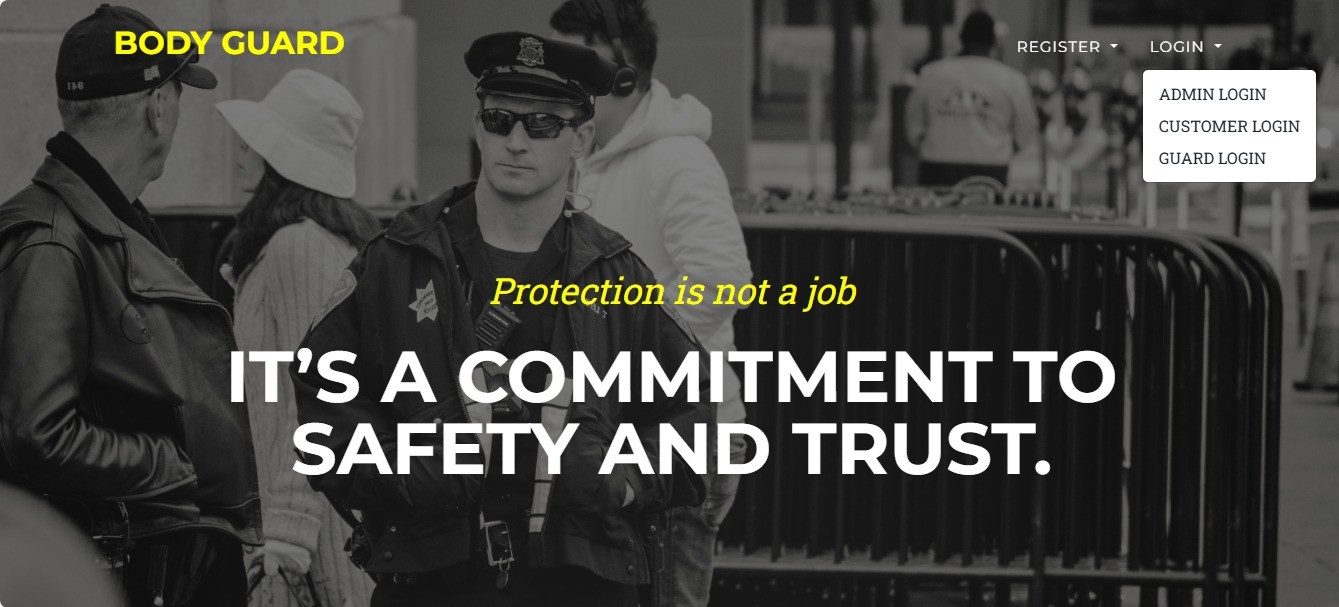 BODY GUARD
REGISTER
LOGIN
ADMIN LOGIN
CUSTOMER LOGIN
GUARD LOGIN
Protection is not a job
IT’S A COMMITMENT TO
SAFETY AND TRUST.